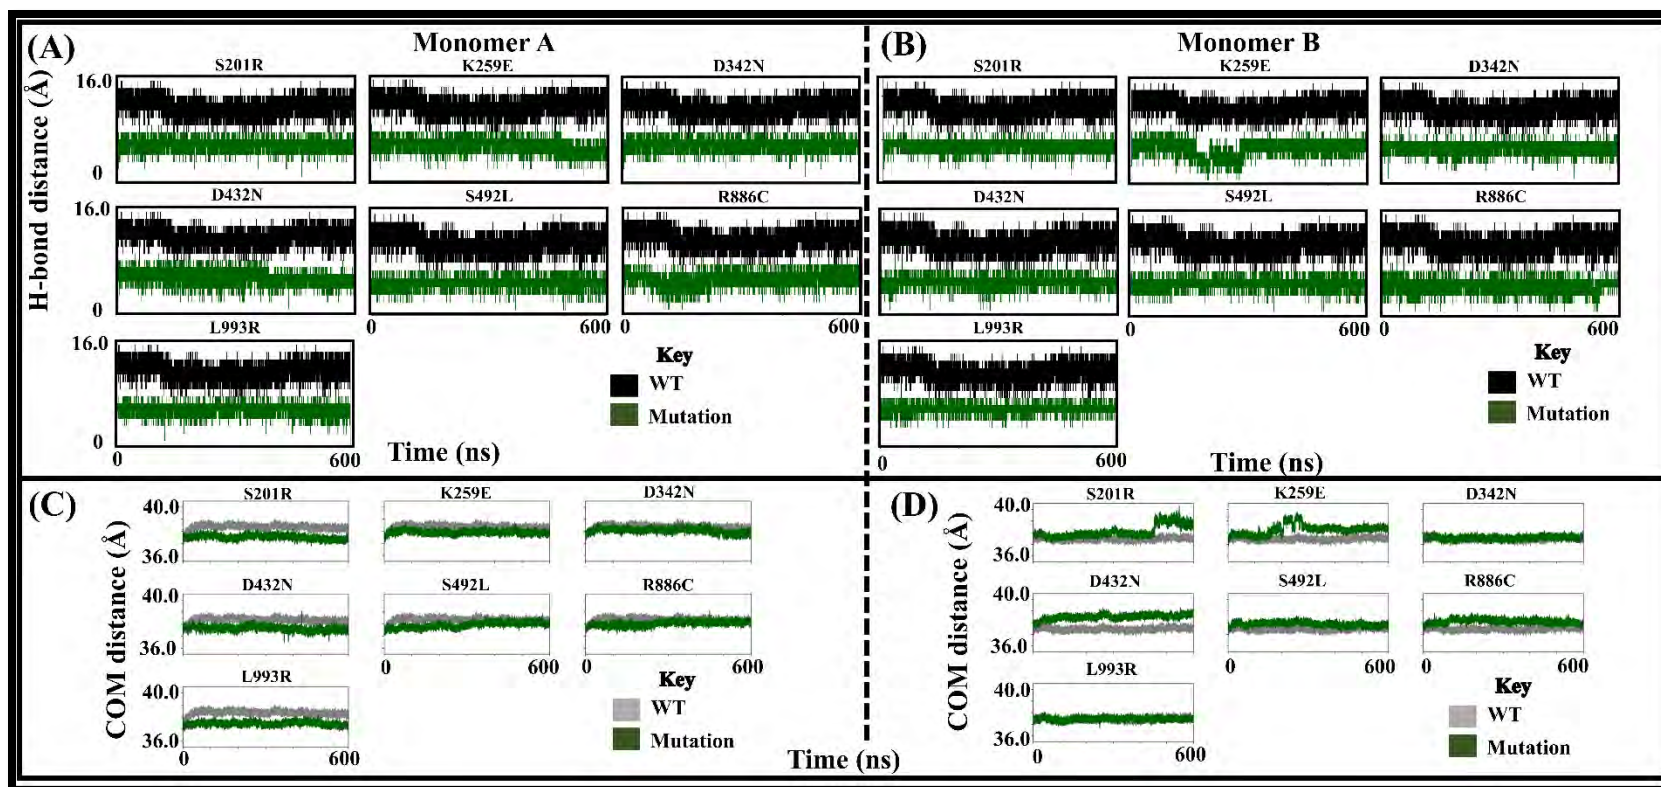 (A) Monomer A
(B) Monomer B
H-bond distance (Å)
S201R K259E D342N
16.0
0
D432N S492L R886C
16.0
0
0 600
0 600
L993R
16.0
0
0 600
Key
WT
Mutation
Time (ns)
S201R K259E D342N
D432N S492L R886C
0 600
0 600
L993R
0 600
Key
WT
Mutation
Time (ns)
(C)
COM distance (Å)
S201R K259E D342N
40.0
36.0
D432N S492L R886C
40.0
36.0
0 600
0 600
L993R
40.0
36.0
0 600
Key
WT
Mutation
(D)
COM distance (Å)
S201R K259E D342N
40.0
36.0
D432N S492L R886C
40.0
36.0
0 600
0 600
L993R
40.0
36.0
0 600
Key
WT
Mutation
Time (ns)